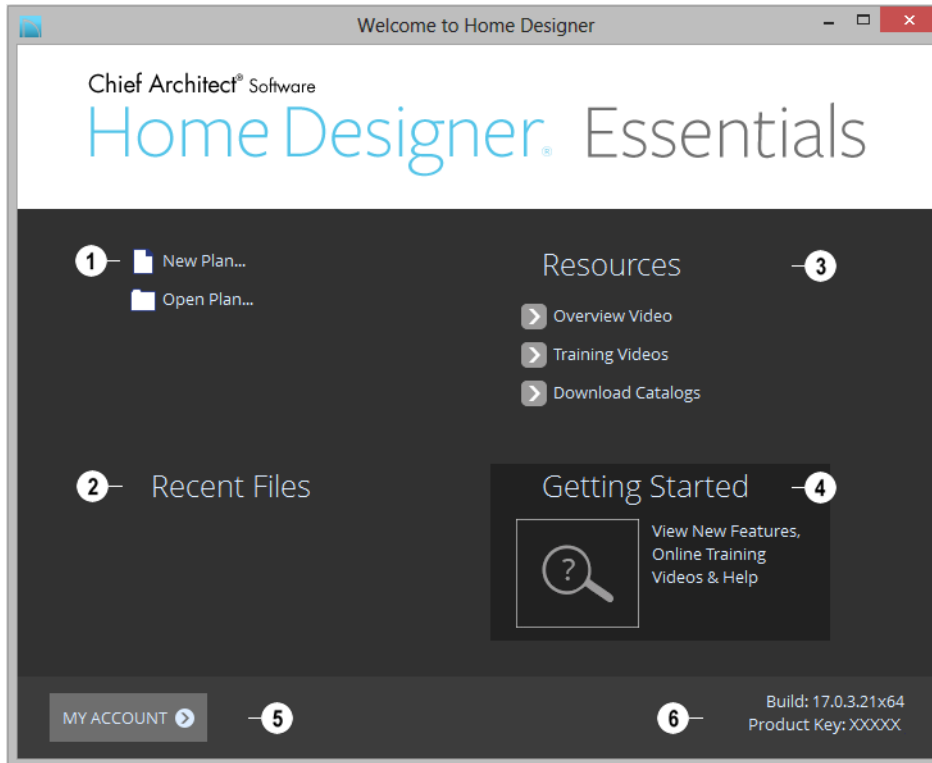 Welcome to Home Designer
Chief Architect® Software
Home Designer® Essentials
1
New Plan...
Open Plan...
Resources
3
Overview Video
Training Videos
Download Catalogs
2
Recent Files
Getting Started
4
?
View New Features,
Online Training
Videos & Help
MY ACCOUNT
5
6
Build: 17.0.3.21x64
Product Key: XXXXX